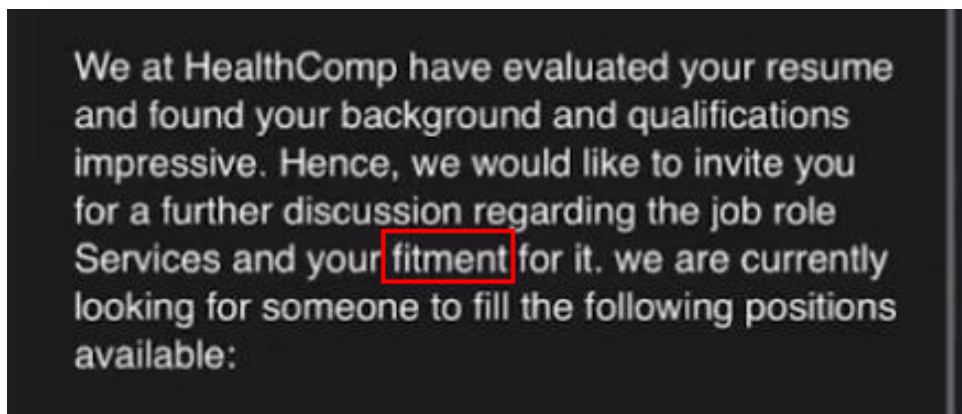 We at HealthComp have evaluated your resume
and found your background and qualifications
impressive. Hence, we would like to invite you
for a further discussion regarding the job role
Services and your fitment for it. we are currently
looking for someone to fill the following positions
available: